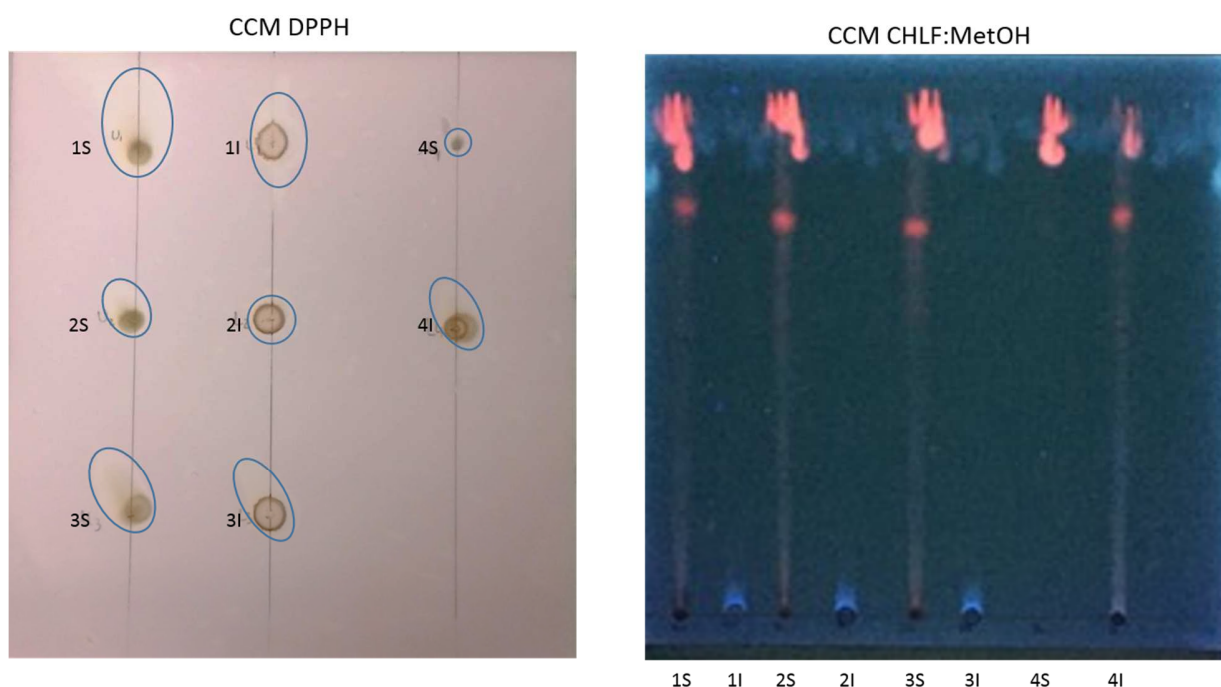 CCM DPPH
CCM CHLF:MetOH
1S
1I
4S
2S
2I
4I
3S
3I
1S 1I 2S 2I 3S 3I 4S 4I